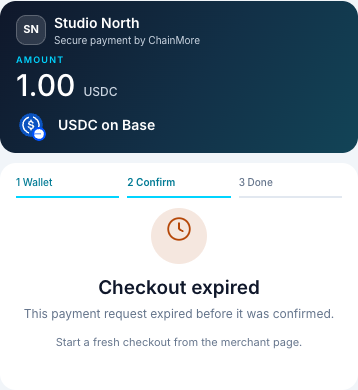 SN
Studio North
Secure payment by ChainMore
AMOUNT
1.00 USDC
USDC on Base
1 Wallet 2 Confirm 3 Done
Checkout expired
This payment request expired before it was confirmed.
Start a fresh checkout from the merchant page.